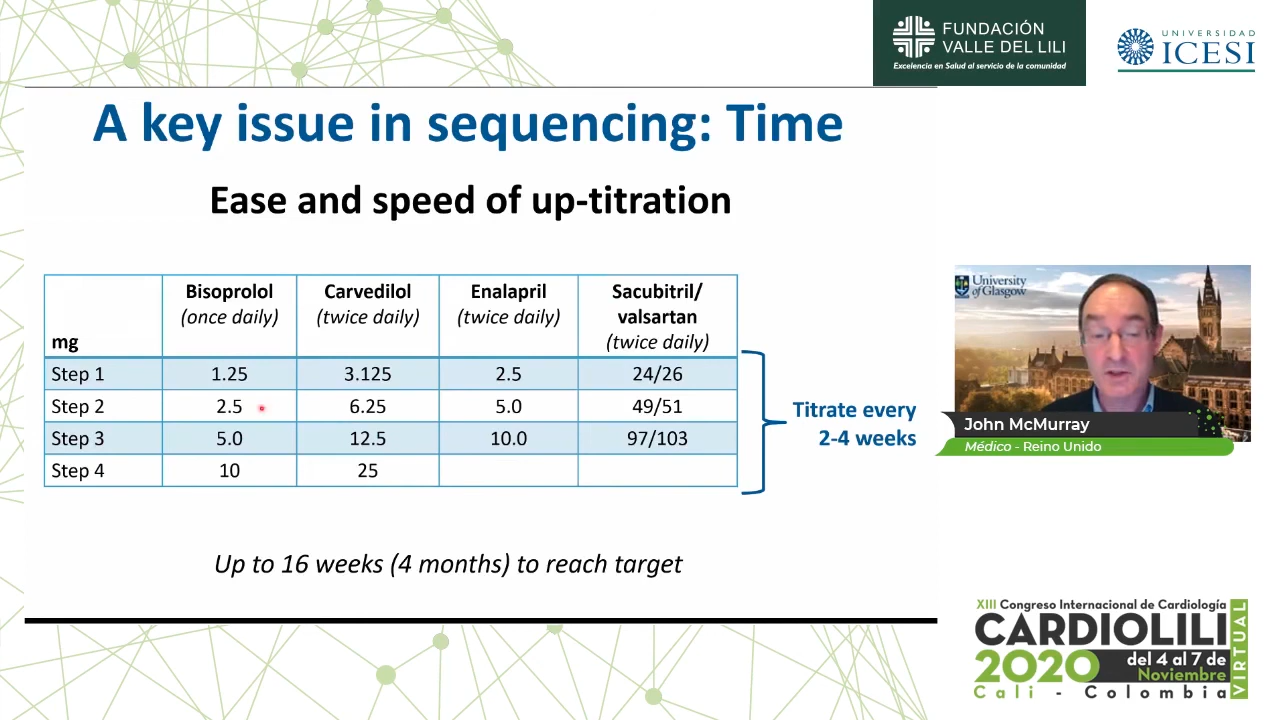 FUNDACIÓN
VALLE DEL LILI
Excelencia en Salud al servicio de la comunidad
UNIVERSIDAD
ICESI
A key issue in sequencing: Time
Ease and speed of up-titration
mg Bisoprolol (once daily) Carvedilol (twice daily) Enalapril (twice daily) Sacubitril/ valsartan (twice daily)
Step 1 1.25 3.125 2.5 24/26
Step 2 2.5 6.25 5.0 49/51
Step 3 5.0 12.5 10.0 97/103
Step 4 10 25
Titrate every
2-4 weeks
Up to 16 weeks (4 months) to reach target
University
of Glasgow
John McMurray
Médico - Reino Unido
XIII Congreso Internacional de Cardiología
CARDIOLILI
2020
del 4 al 7 de
Noviembre
Cali - Colombia
VIRTUAL